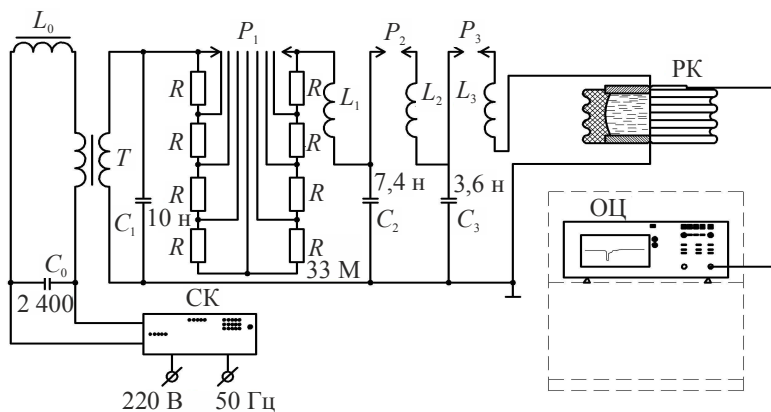 L₀
P₁
P₂
P₃
РК
R
R
L₁
L₂
L₃
R
R
T
7,4 н
3,6 н
ОЦ
C₁
10 н
R
R
C₂
C₃
C₀
R
R
33 М
2 400
СК
220 В
50 Гц